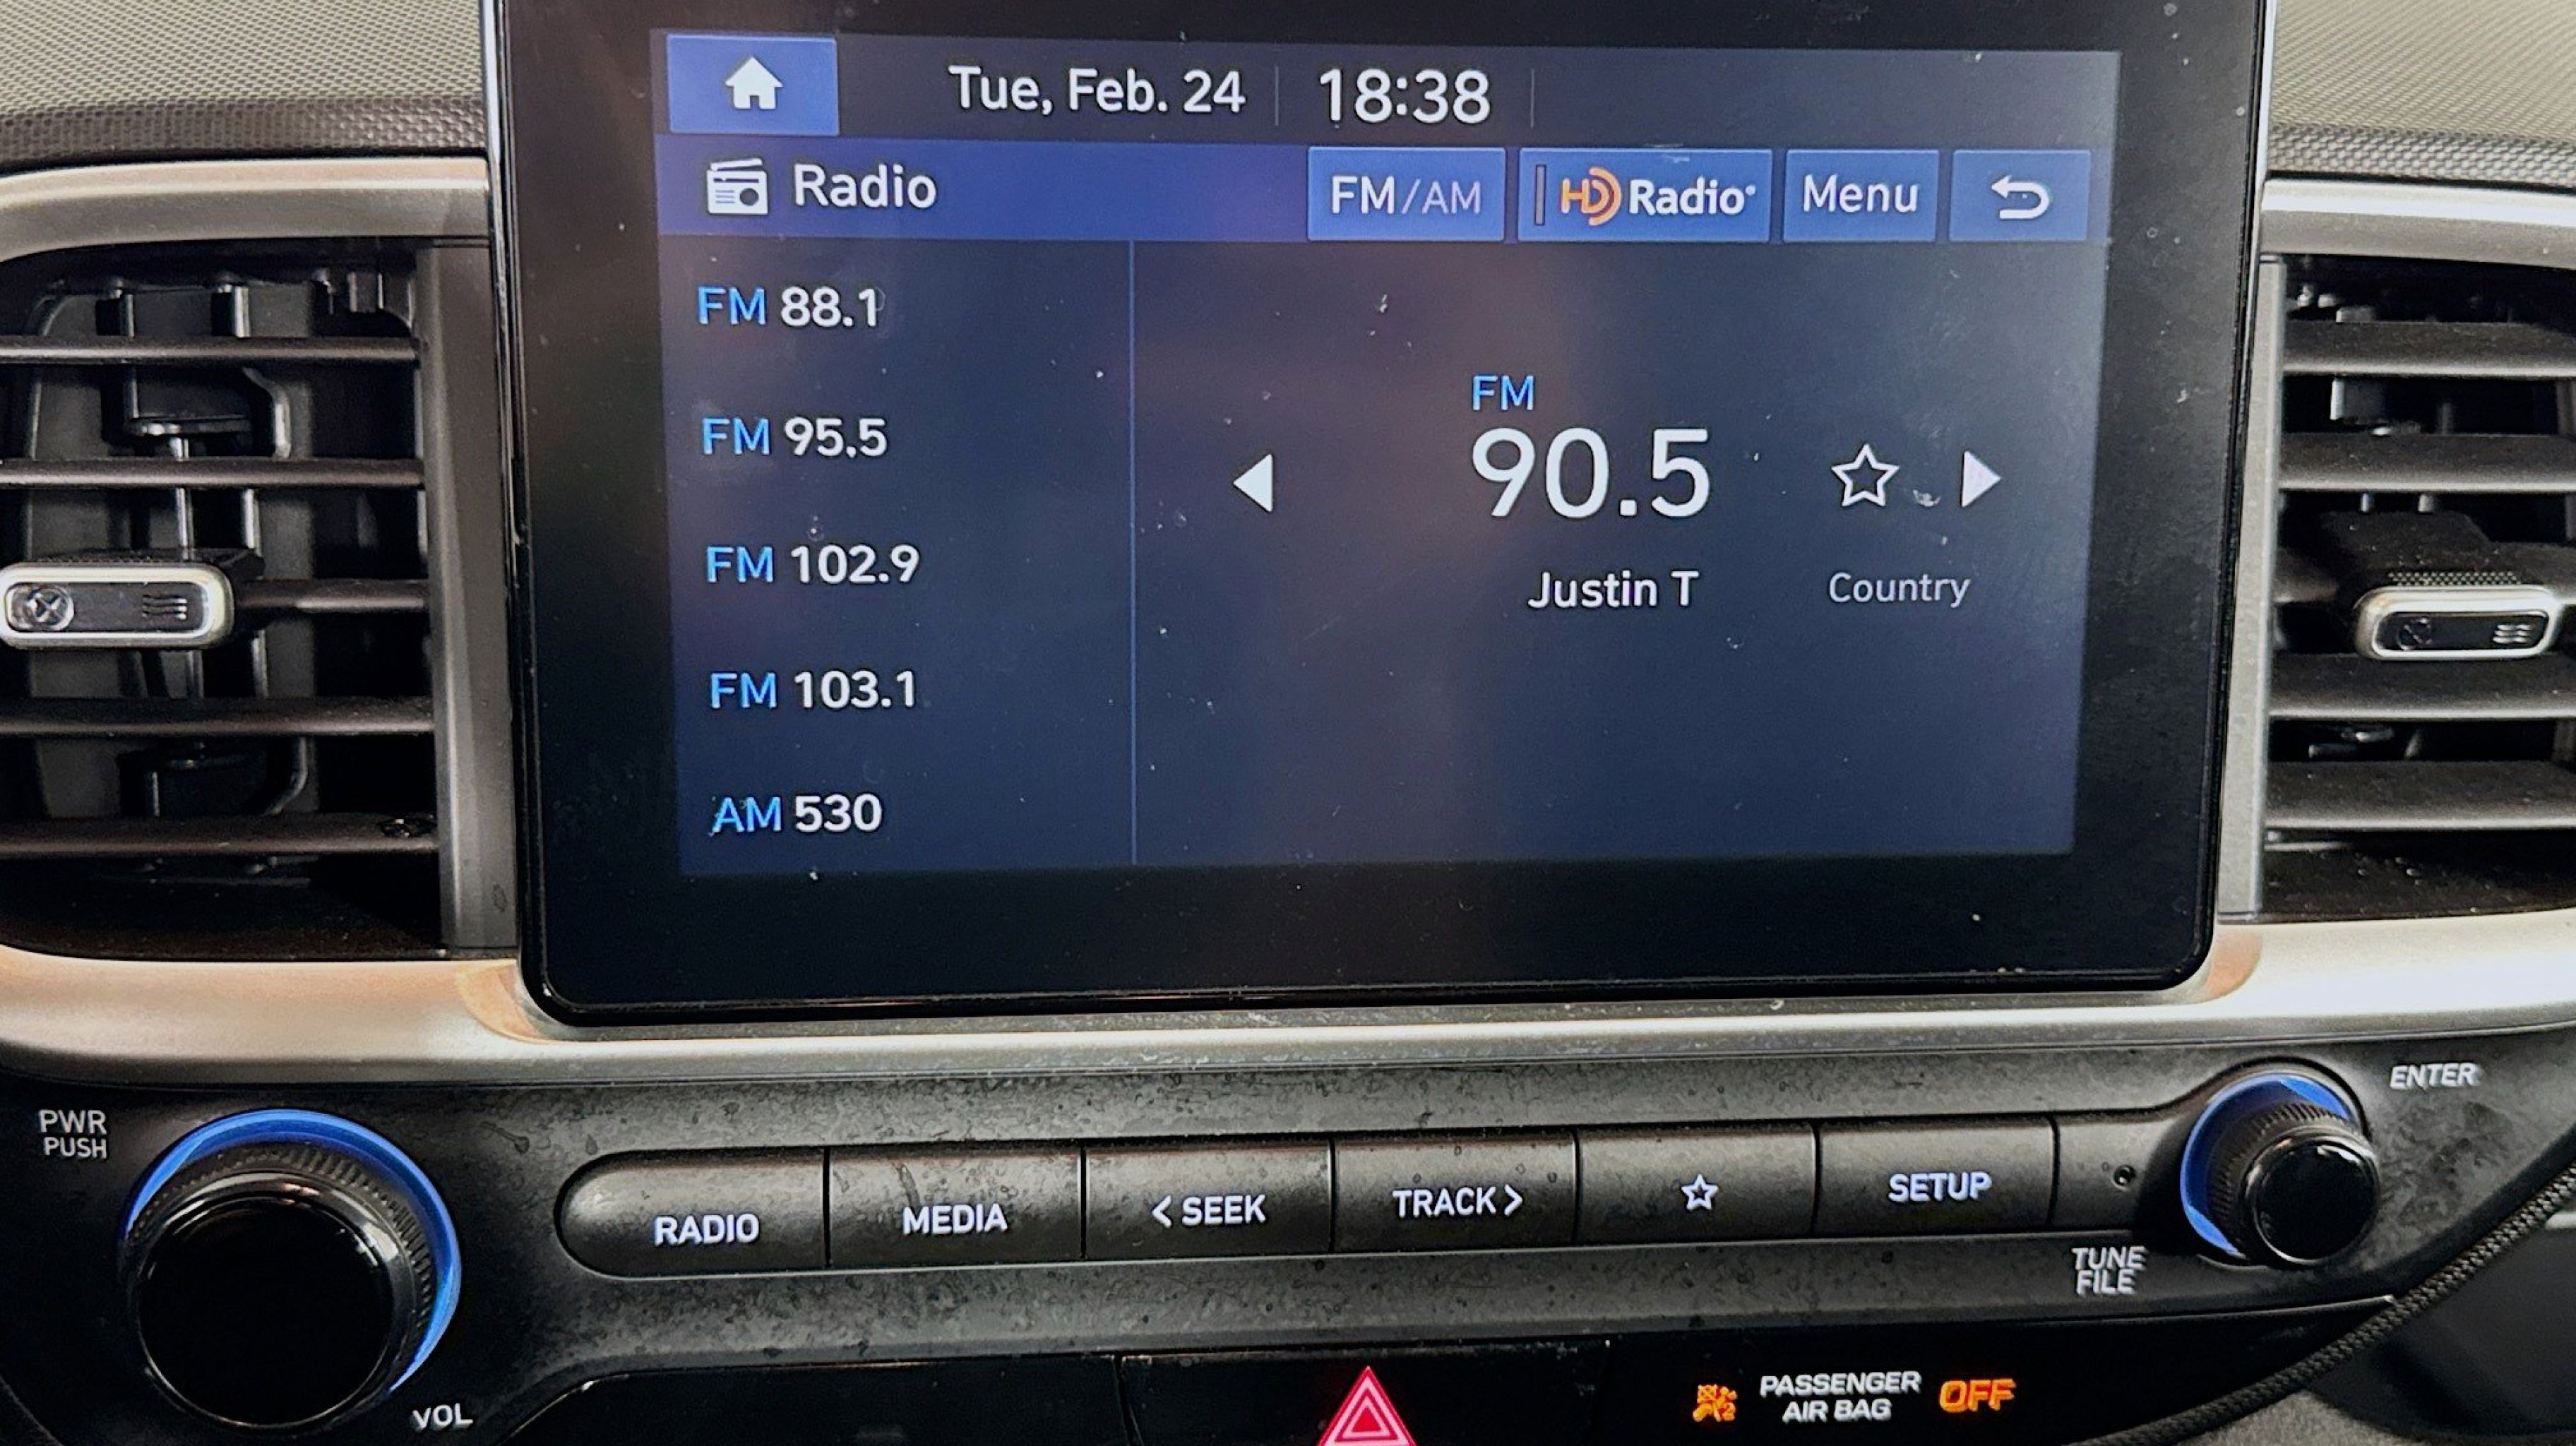 Tue, Feb. 24 18:38
Radio FM/AM HD Radio Menu
FM 88.1
FM 95.5
FM 102.9
FM 103.1
AM 530
FM
90.5
Justin T Country
PWR
PUSH
VOL
RADIO MEDIA < SEEK TRACK > SETUP
ENTER
TUNE
FILE
PASSENGER
AIR BAG OFF